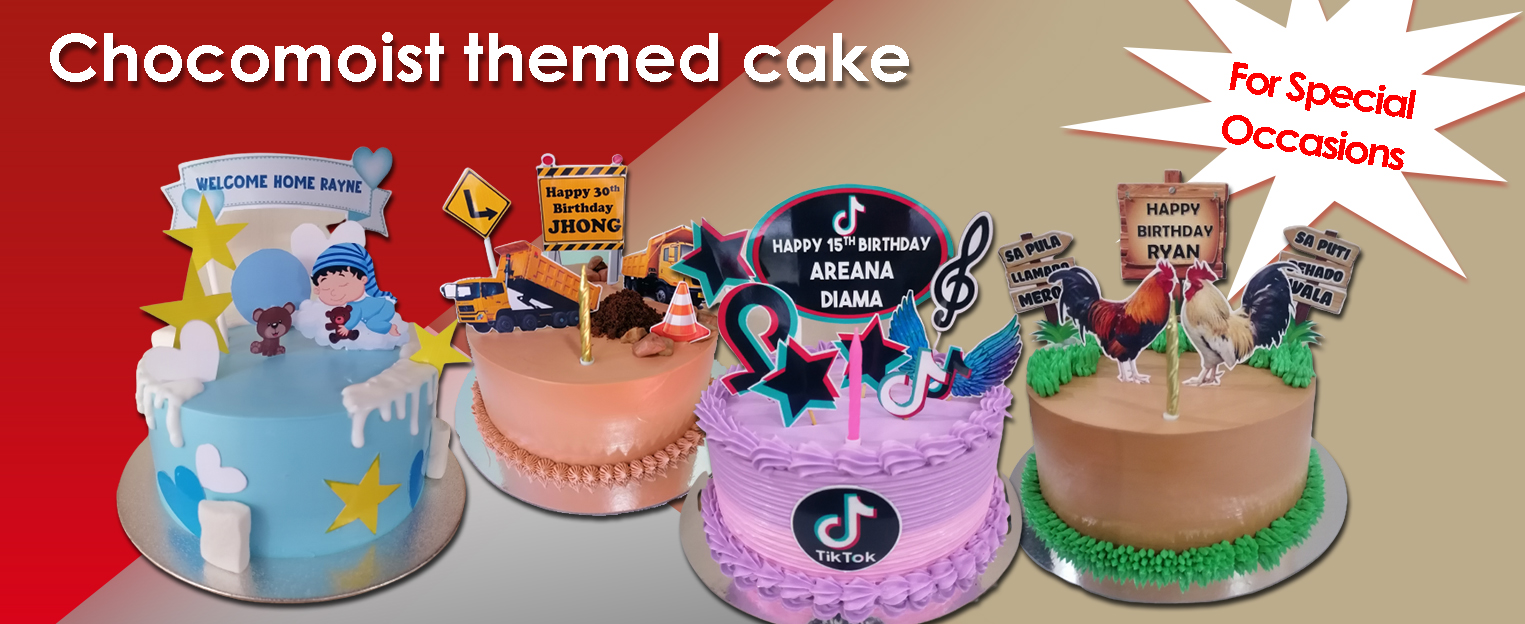 Chocomoist themed cake
For Special
Occasions
WELCOME HOME RAYNE
Happy 30th
Birthday
JHONG
HAPPY 15TH BIRTHDAY
AREANA
DIAMA
TikTok
HAPPY
BIRTHDAY
RYAN
SA PULA
LLAMADO
MERO
SA PUTI
WALA